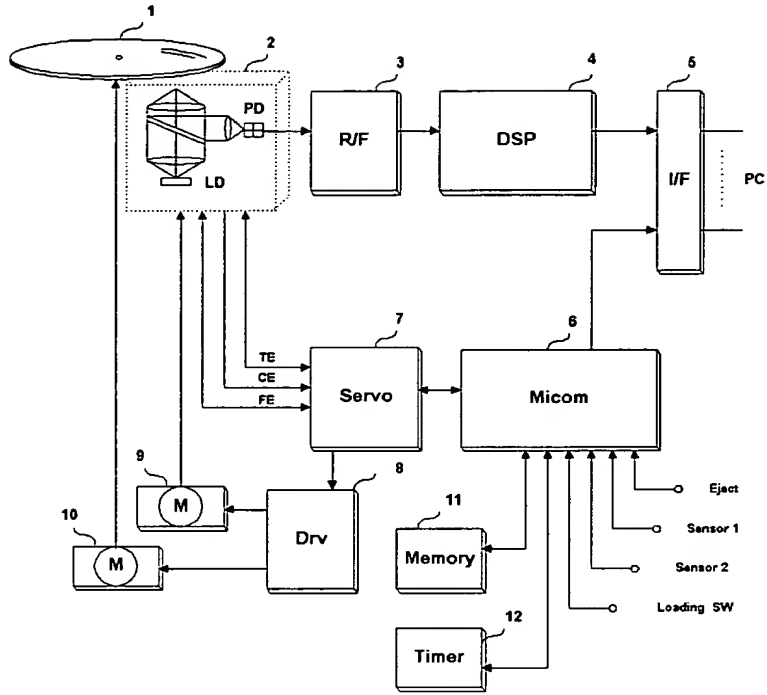 1
2
3
4
5
PD
LD
R/F
DSP
I/F
PC
7
6
TE
CE
FE
Servo
Micom
9
8
M
10
M
Drv
11
Memory
12
Timer
Eject
Sensor 1
Sensor 2
Loading SW